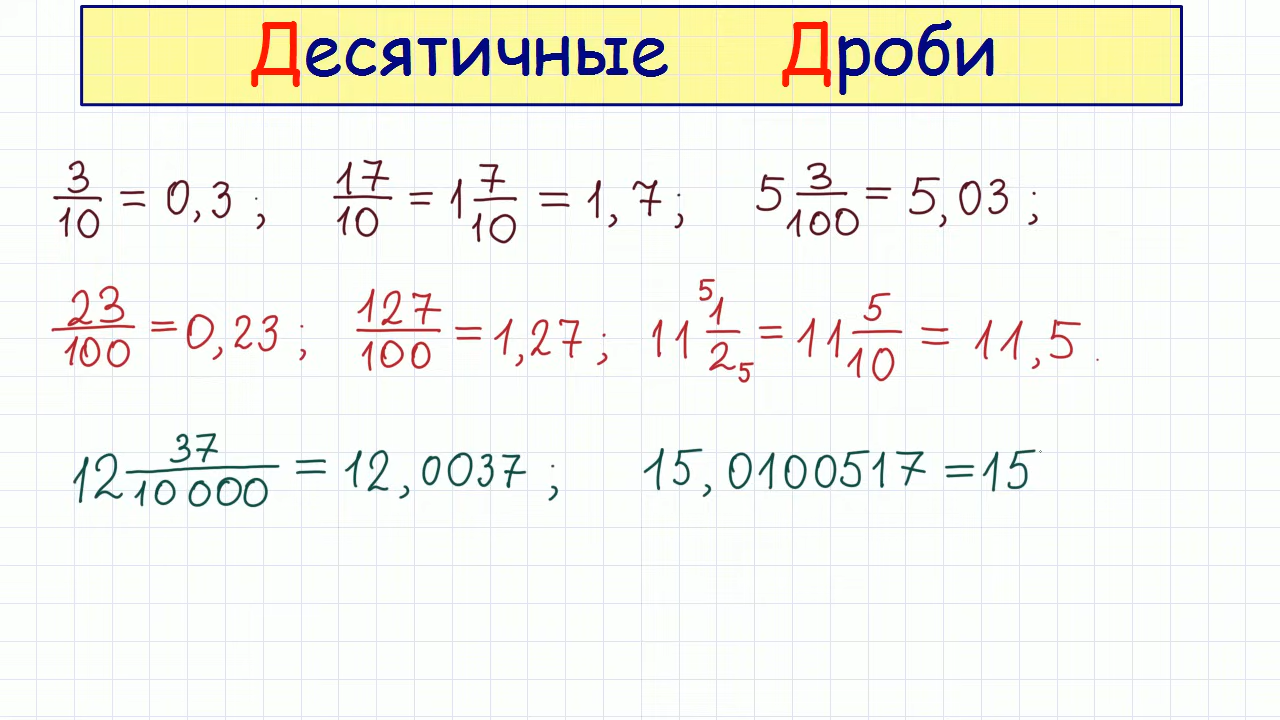 Десятичные Дроби
3/10 = 0,3 ; 17/10 = 1 7/10 = 1,7 ; 5 3/100 = 5,03 ;
23/100 = 0,23 ; 127/100 = 1,27 ; 11 ⁵1/2₅ = 11 5/10 = 11,5 .
12 37/10 000 = 12,0037 ; 15,0100517 = 15